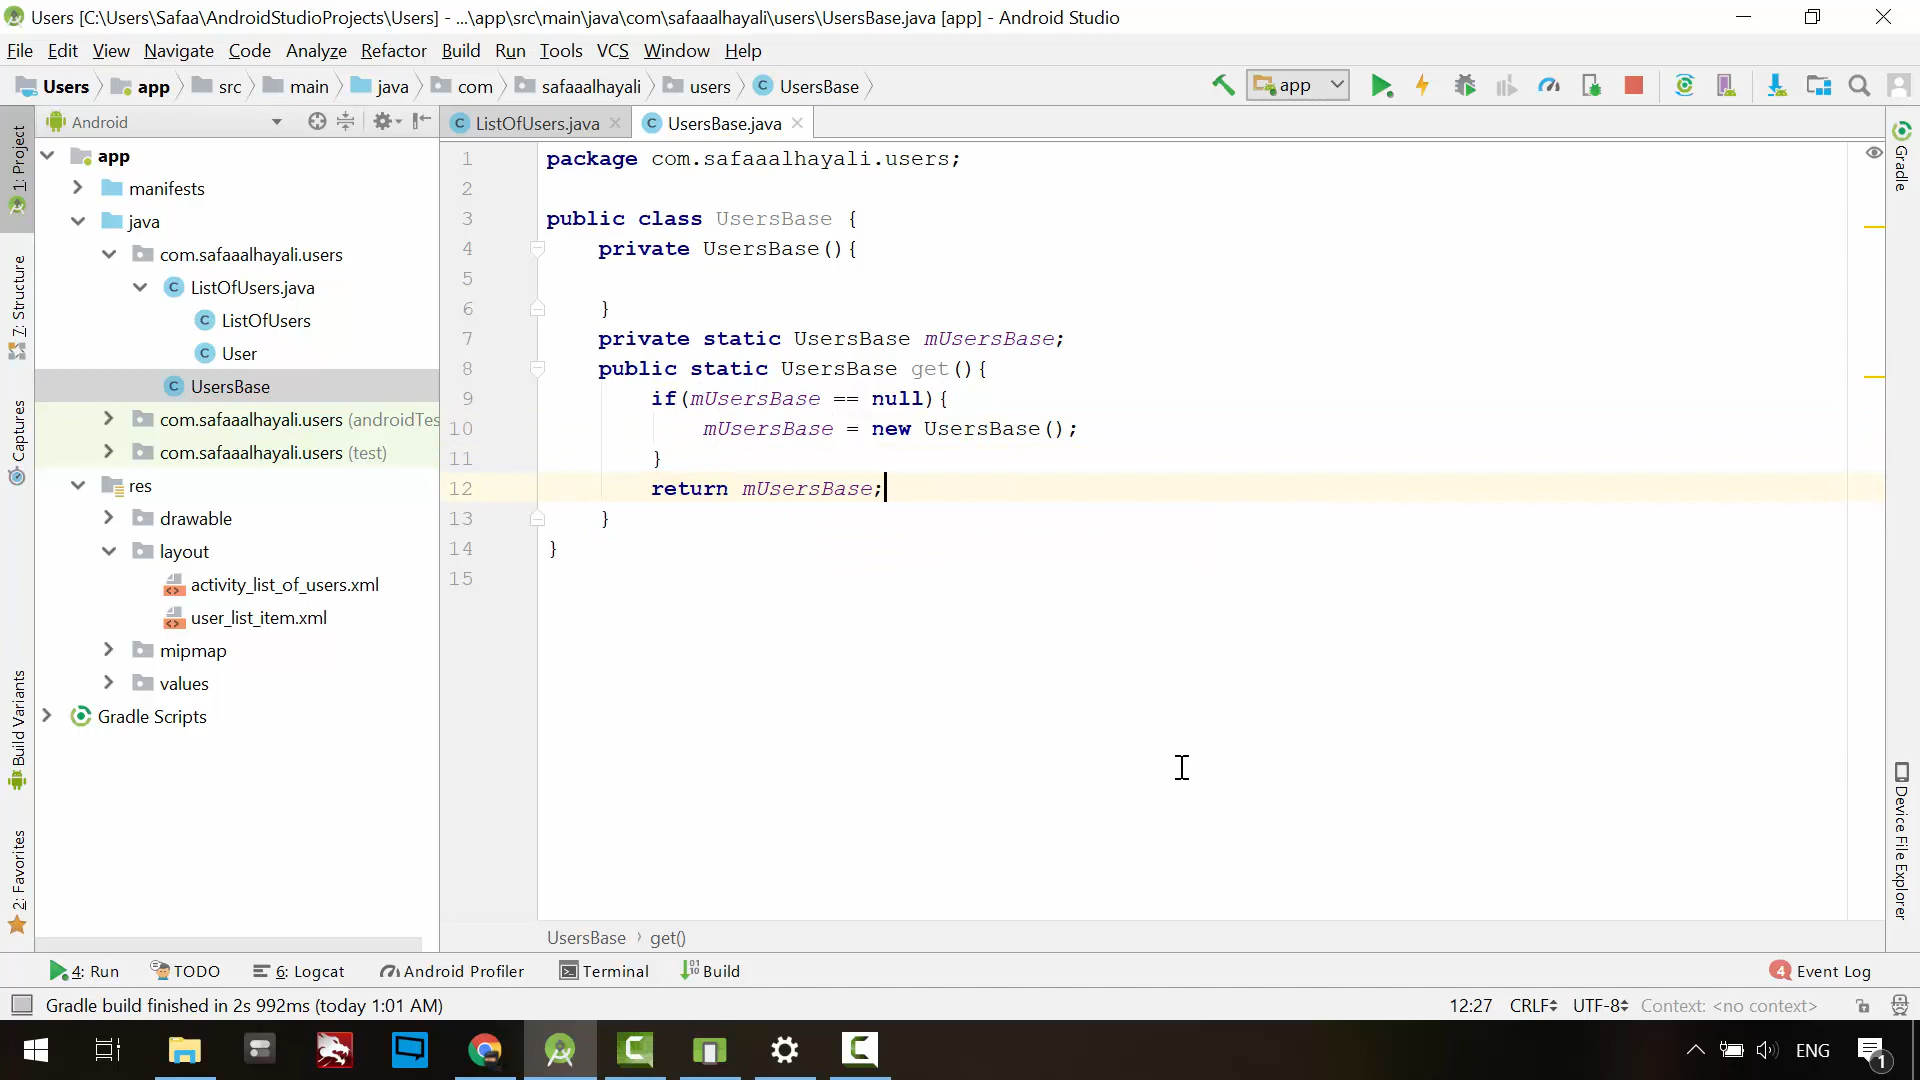 Users [C:\Users\Safaa\AndroidStudioProjects\Users] - ...\app\src\main\java\com\safaaalhayali\users\UsersBase.java [app] - Android Studio
File Edit View Navigate Code Analyze Refactor Build Run Tools VCS Window Help
Users app src main java com safaaalhayali users UsersBase app
Android
ListOfUsers.java UsersBase.java
1: Project
7: Structure
Captures
Build Variants
2: Favorites
app
manifests
java
com.safaaalhayali.users
ListOfUsers.java
ListOfUsers
User
UsersBase
com.safaaalhayali.users (androidTes
com.safaaalhayali.users (test)
res
drawable
layout
activity_list_of_users.xml
user_list_item.xml
mipmap
values
Gradle Scripts
1 package com.safaaalhayali.users;
2
3 public class UsersBase {
4 private UsersBase(){
5
6 }
7 private static UsersBase mUsersBase;
8 public static UsersBase get(){
9 if(mUsersBase == null){
10 mUsersBase = new UsersBase();
11 }
12 return mUsersBase;
13 }
14 }
15
Gradle
Device File Explorer
UsersBase › get()
4: Run TODO 6: Logcat Android Profiler Terminal Build 4 Event Log
Gradle build finished in 2s 992ms (today 1:01 AM) 12:27 CRLF UTF-8 Context: <no context>
ENG 1